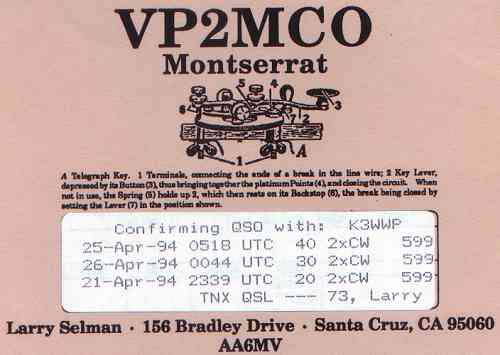 VP2MCO
Montserrat
5
4
6
3
7
2
A
1
A Telegraph Key. 1 Terminals, connecting the ends of a break in the line wire; 2 Key Lever,
depressed by its Button (3), thus bringing together the platinum Points (4), and closing the circuit. When
not in use, the Spring (5) holds up 2, which then rests on its Backstop (6), the break being closed by
setting the Lever (7) in the position shown.
Confirming QSO with: K3WWP
25-Apr-94 0518 UTC 40 2xCW 599
26-Apr-94 0044 UTC 30 2xCW 599
21-Apr-94 2339 UTC 20 2xCW 599
TNX QSL --- 73, Larry
Larry Selman · 156 Bradley Drive · Santa Cruz, CA 95060
AA6MV